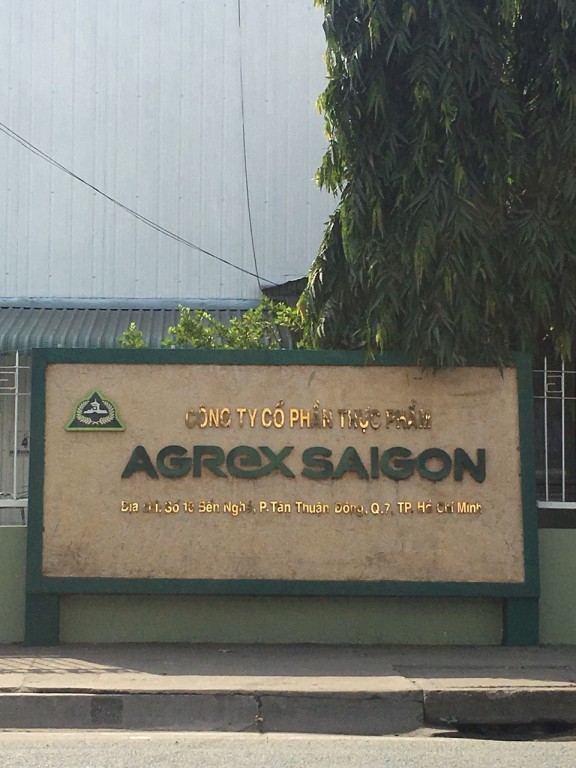 CÔNG TY CỔ PHẦN THỰC PHẨM
AGREX SAIGON
Địa chỉ: Số 10 Bến Nghé, P. Tân Thuận Đông, Q.7, TP. Hồ Chí Minh